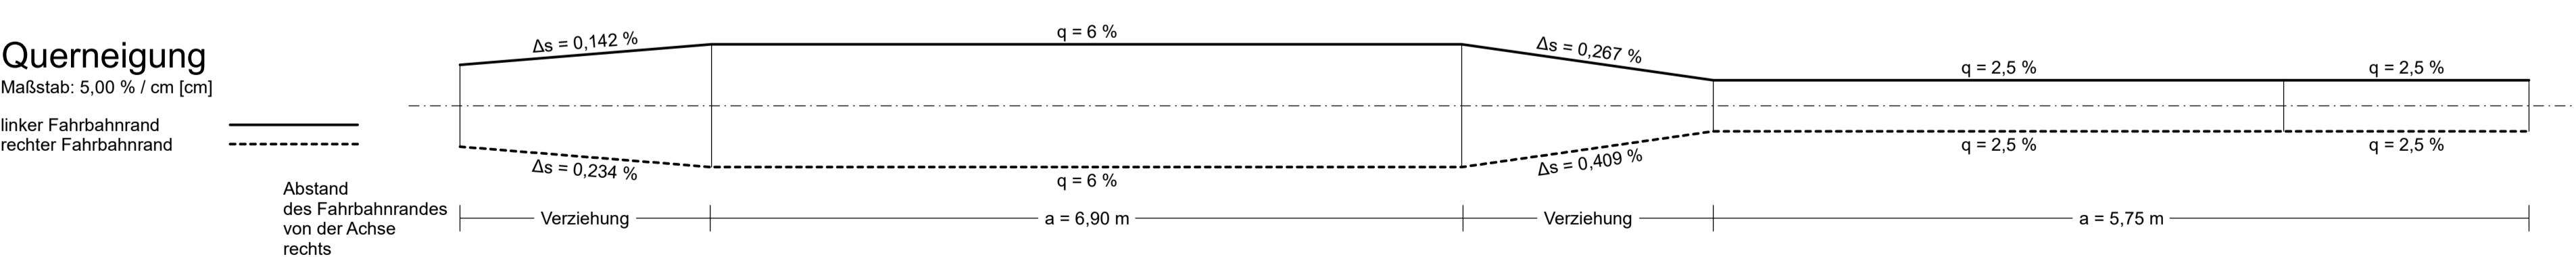 Querneigung
Maßstab: 5,00 % / cm [cm]
linker Fahrbahnrand
rechter Fahrbahnrand
Δs = 0,142 %
q = 6 %
Δs = 0,267 %
q = 2,5 %
q = 2,5 %
Δs = 0,234 %
q = 6 %
Δs = 0,409 %
q = 2,5 %
q = 2,5 %
Abstand
des Fahrbahnrandes
von der Achse
rechts
Verziehung
a = 6,90 m
Verziehung
a = 5,75 m